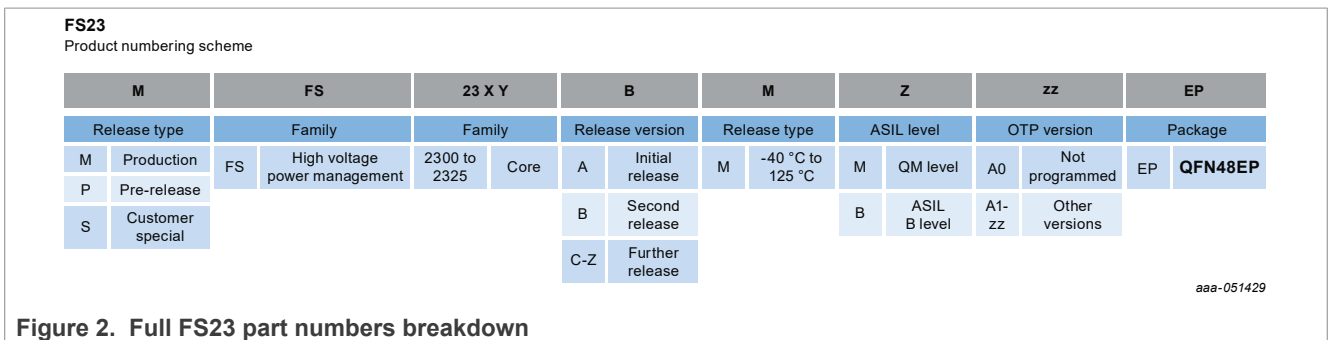 FS23
Product numbering scheme
M FS 23 X Y B M Z zz EP
Release type Family Family Release version Release type ASIL level OTP version Package
M Production FS High voltage power management 2300 to 2325 Core A Initial release M -40 °C to 125 °C M QM level A0 Not programmed EP QFN48EP
P Pre-release B Second release B ASIL B level A1-zz Other versions
S Customer special
C-Z Further release
aaa-051429
Figure 2. Full FS23 part numbers breakdown